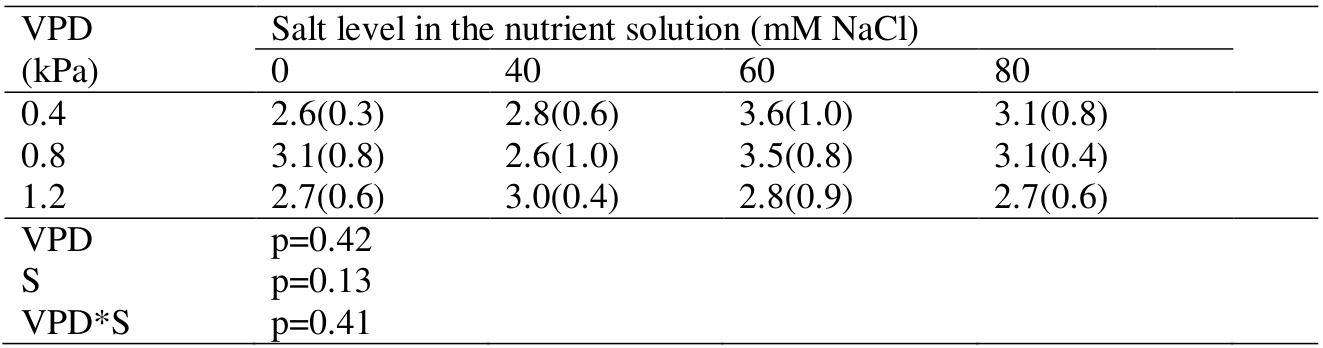 VPD Salt level in the nutrient solution (mM NaCl)
(kPa) 0 40 60 80
0.4 2.6(0.3) 2.8(0.6) 3.6(1.0) 3.1(0.8)
0.8 3.1(0.8) 2.6(1.0) 3.5(0.8) 3.1(0.4)
1.2 2.7(0.6) 3.0(0.4) 2.8(0.9) 2.7(0.6)
VPD p=0.42
S p=0.13
VPD*S p=0.41